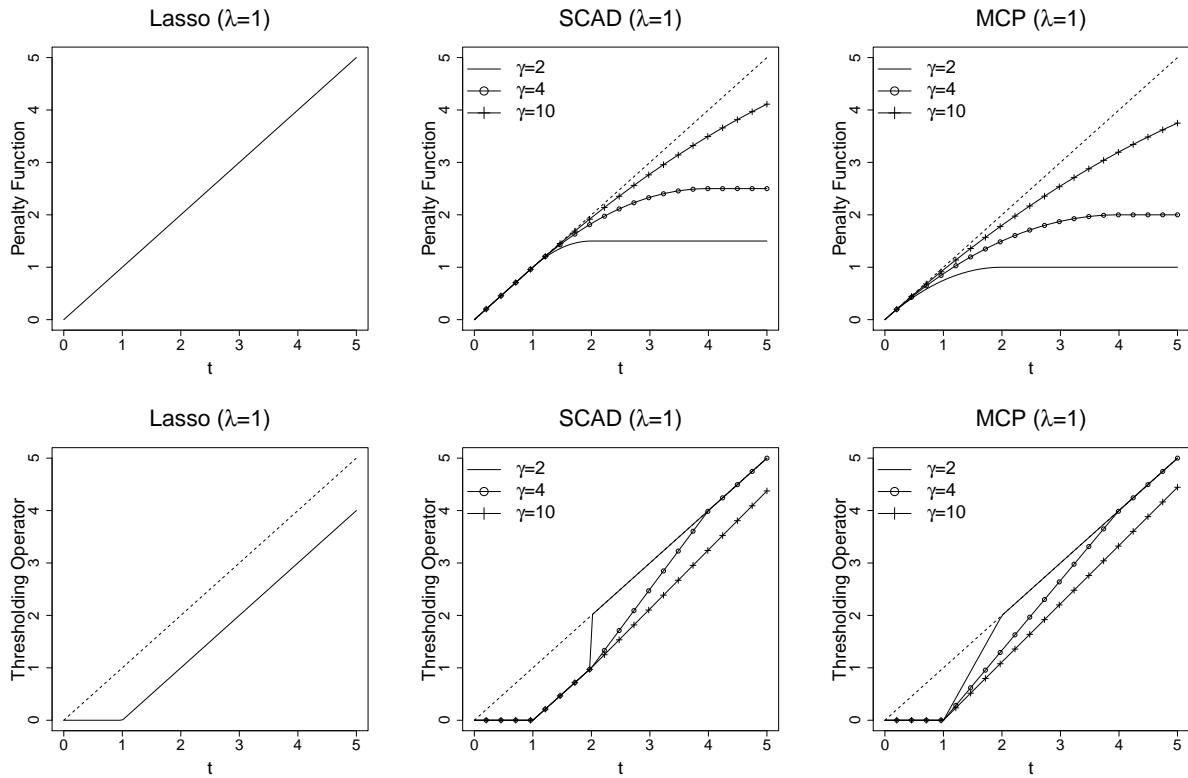 Lasso (λ=1)
Penalty Function
5
4
3
2
1
0
0 1 2 3 4 5
t
SCAD (λ=1)
γ=2
γ=4
γ=10
Penalty Function
5
4
3
2
1
0
0 1 2 3 4 5
t
MCP (λ=1)
γ=2
γ=4
γ=10
Penalty Function
5
4
3
2
1
0
0 1 2 3 4 5
t
Lasso (λ=1)
Thresholding Operator
5
4
3
2
1
0
0 1 2 3 4 5
t
SCAD (λ=1)
γ=2
γ=4
γ=10
Thresholding Operator
5
4
3
2
1
0
0 1 2 3 4 5
t
MCP (λ=1)
γ=2
γ=4
γ=10
Thresholding Operator
5
4
3
2
1
0
0 1 2 3 4 5
t